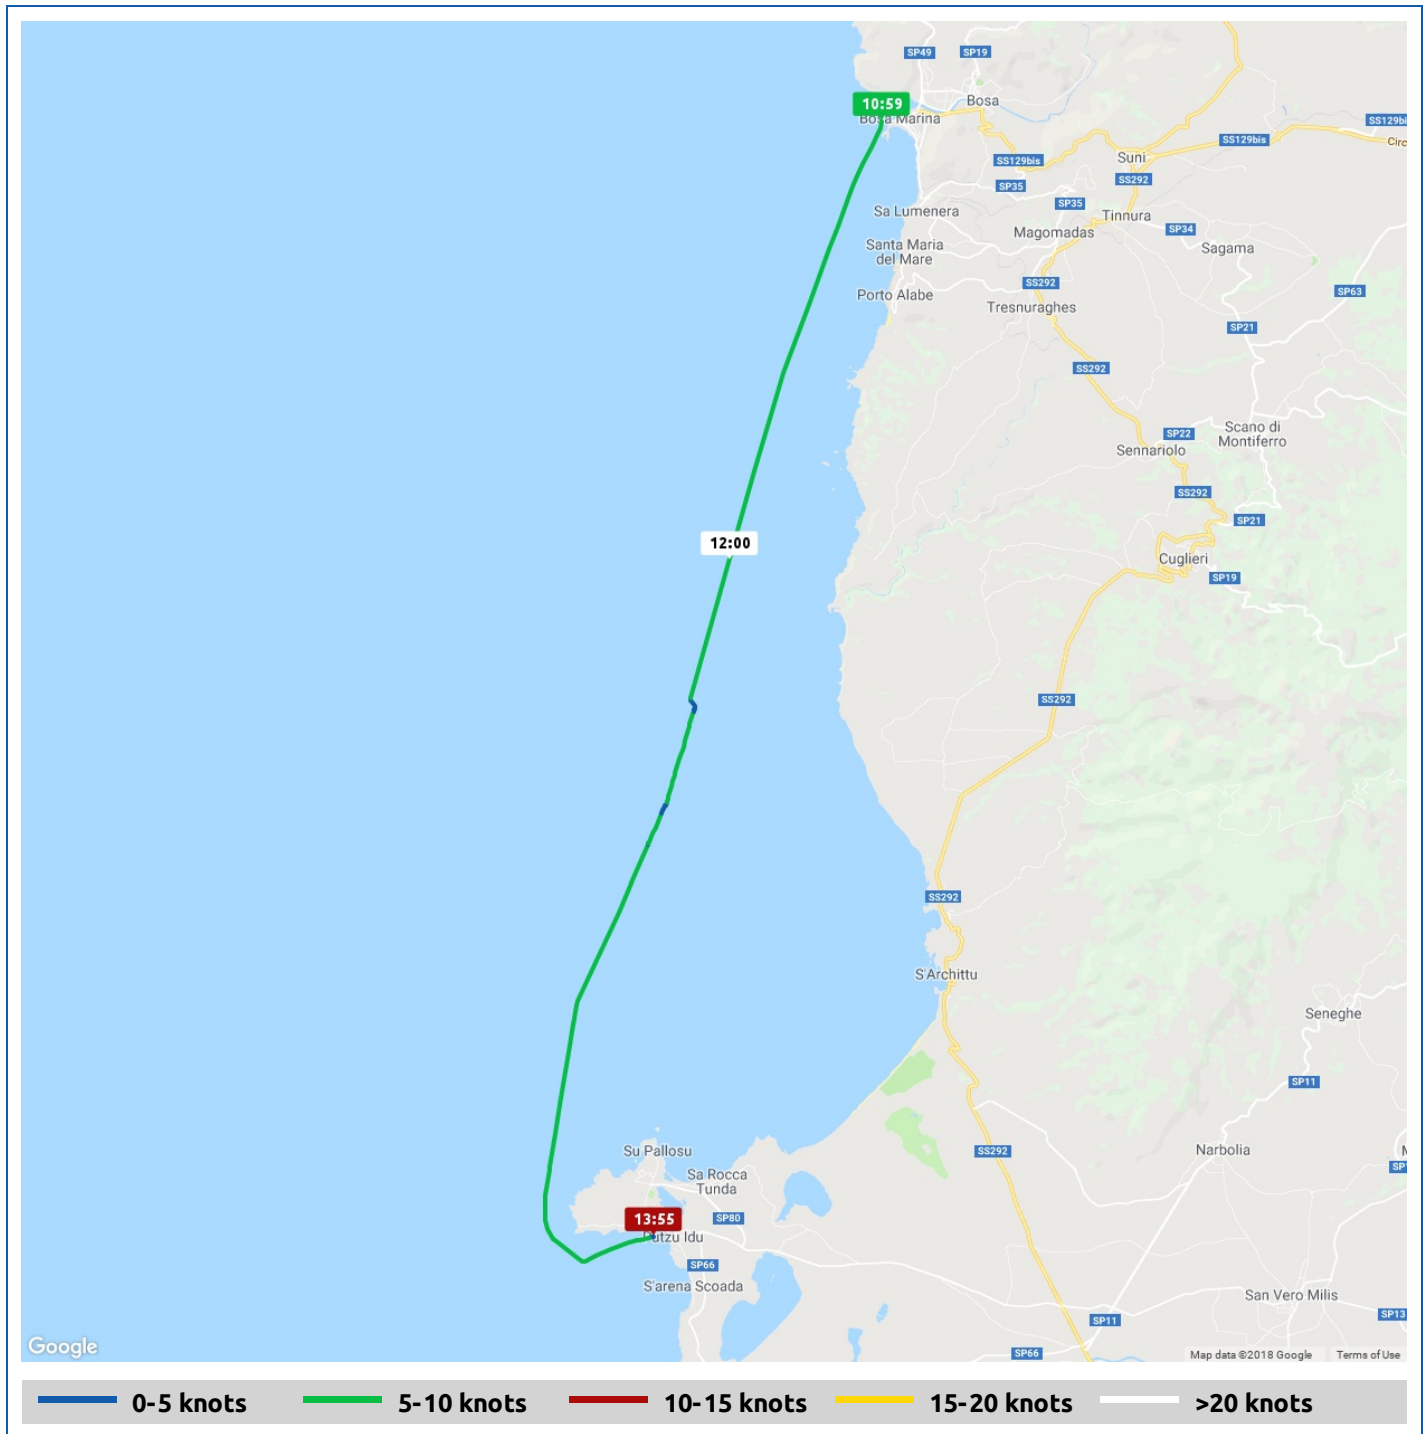 SP49
SP19
10:59
Bosa
Bosa Marina
SS129bis
SS129bi
Circ
SS129bis
Suni
SP35
SS292
SP35
Sa Lumenera
Tinnura
Magomadas
SP34
Santa Maria
del Mare
Sagama
SS292
SP63
Porto Alabe
Tresnuraghes
SP21
SS292
Scano di
Montiferro
SP22
Sennariolo
SS292
SP21
12:00
Cuglieri
SP19
SS292
SS292
S'Archittu
Seneghe
SP11
Su Pallosu
SS292
Narbolia
SP
Sa Rocca
Tunda
13:55
SP80
Putzu Idu
SP66
S'arena Scoada
San Vero Milis
SP13
SP11
SP66
Google
Map data ©2018 Google
Terms of Use
0-5 knots
5-10 knots
10-15 knots
15-20 knots
>20 knots